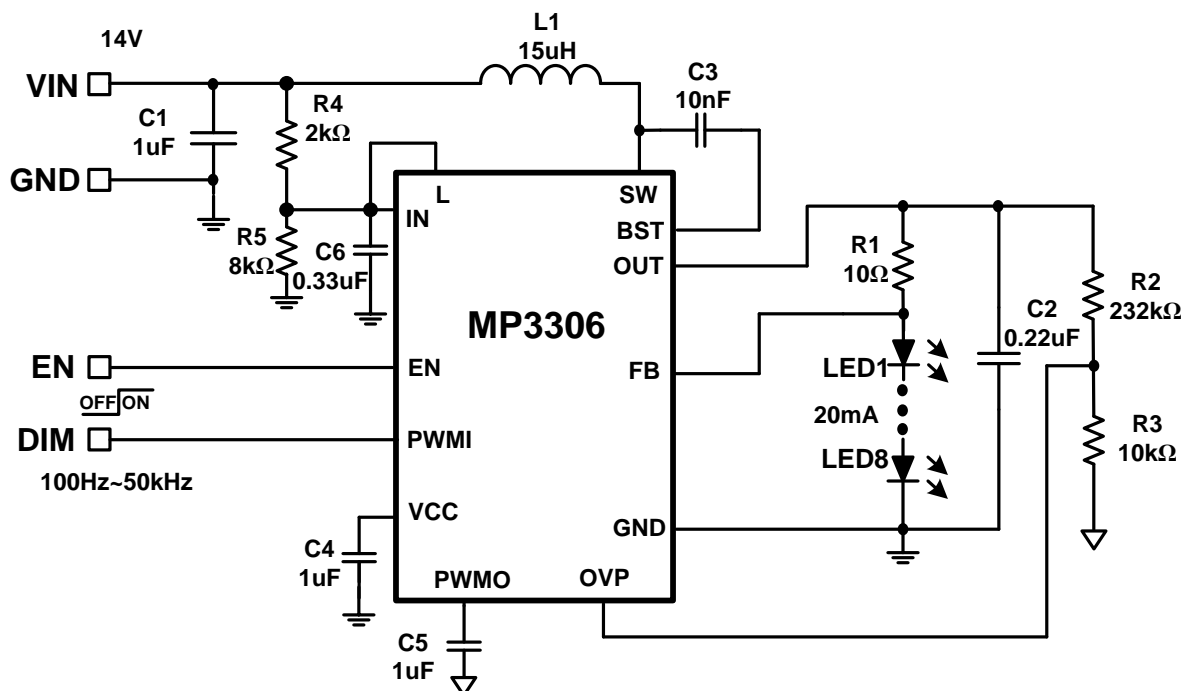 14V
VIN
GND
C1
1uF
R4
2kΩ
R5
8kΩ
C6
0.33uF
L1
15uH
C3
10nF
L
SW
IN
BST
OUT
MP3306
EN
FB
PWMI
VCC
GND
PWMO
OVP
EN
OFF ON
DIM
100Hz~50kHz
C4
1uF
C5
1uF
R1
10Ω
LED1
20mA
LED8
C2
0.22uF
R2
232kΩ
R3
10kΩ